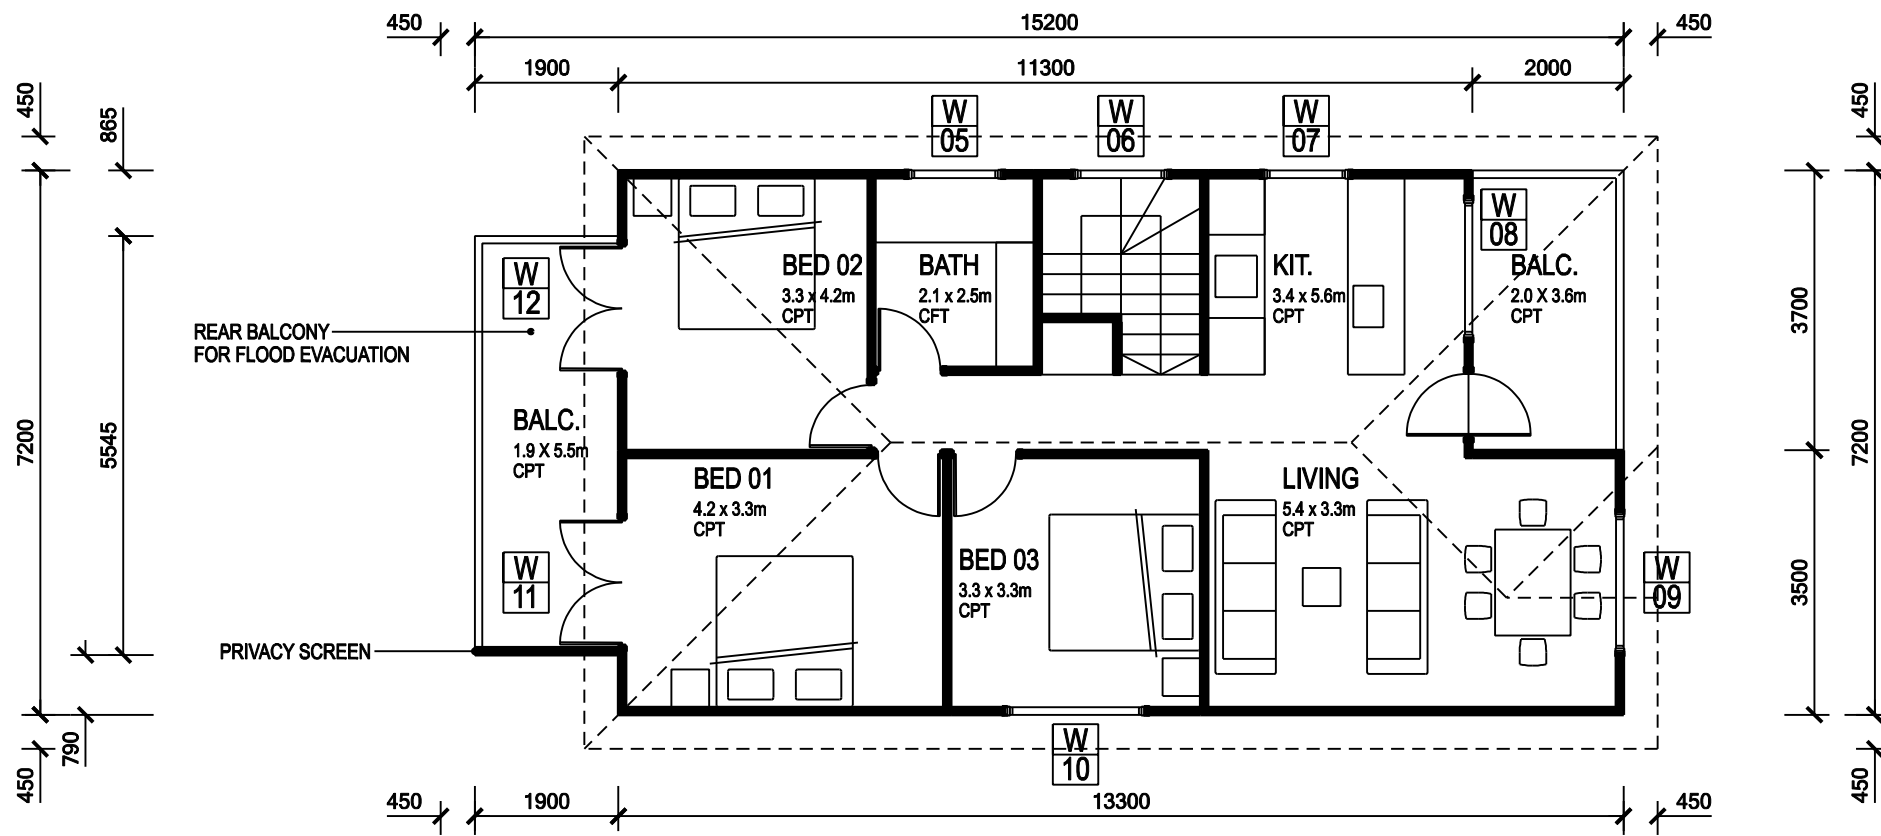 450
15200
450
1900
11300
2000
450
865
450
W
05
W
06
W
07
W
08
W
12
BED 02
3.3 x 4.2m
CPT
BATH
2.1 x 2.5m
CFT
KIT.
3.4 x 5.6m
CPT
BALC.
2.0 X 3.6m
CPT
REAR BALCONY
FOR FLOOD EVACUATION
3700
7200
5545
7200
BALC.
1.9 X 5.5m
CPT
BED 01
4.2 x 3.3m
CPT
LIVING
5.4 x 3.3m
CPT
BED 03
3.3 x 3.3m
CPT
W
11
W
09
3500
PRIVACY SCREEN
790
450
W
10
450
450
1900
13300
450